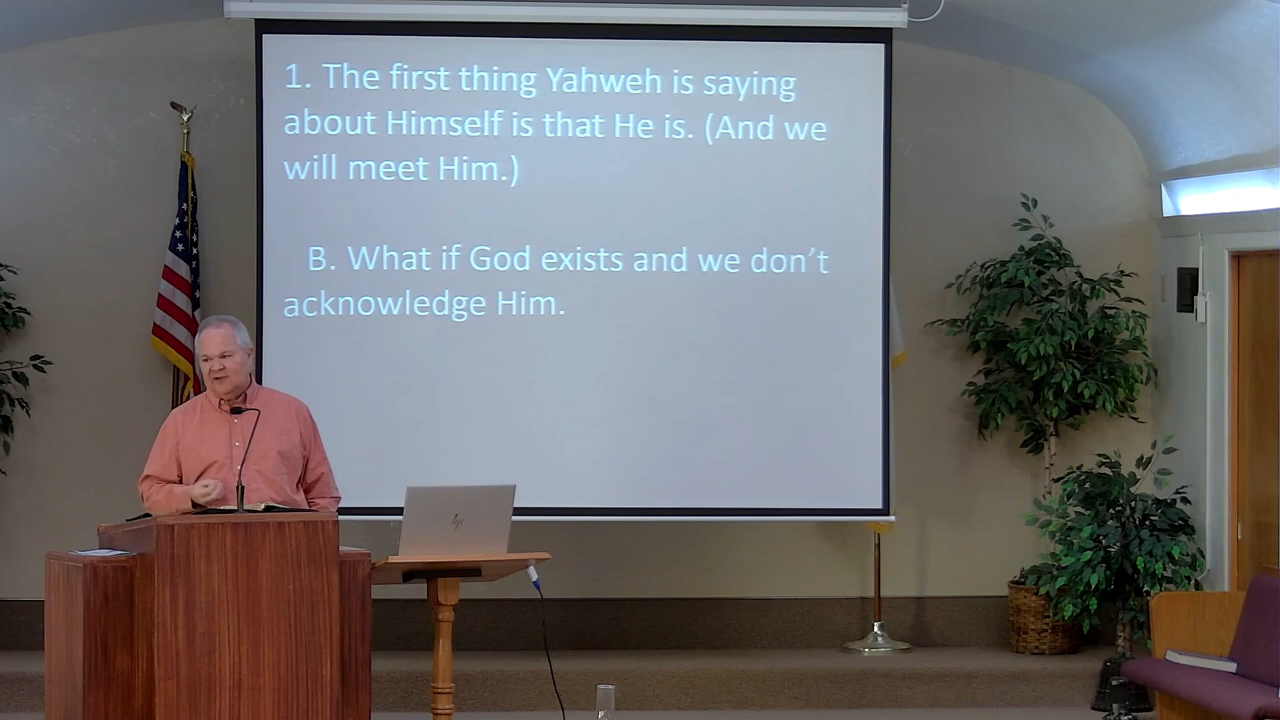 1. The first thing Yahweh is saying
about Himself is that He is. (And we
will meet Him.)
B. What if God exists and we don't
acknowledge Him.
hp